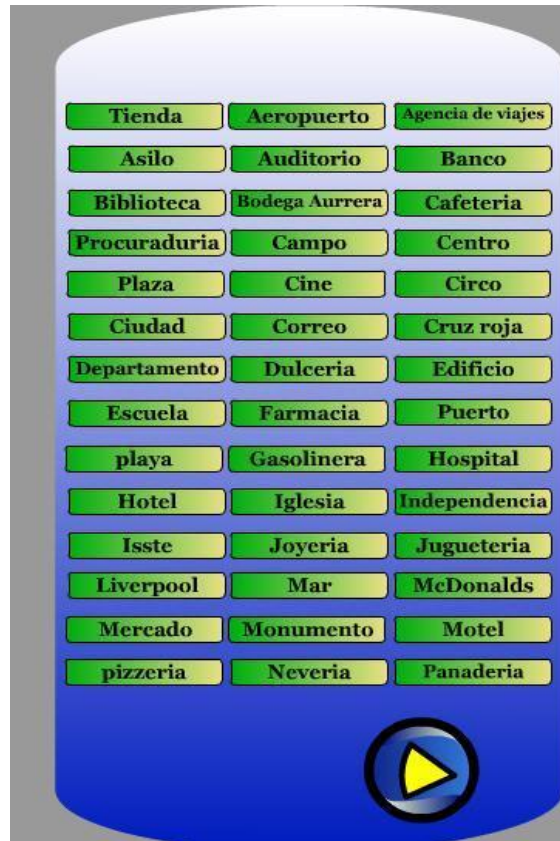 Tienda Aeropuerto Agencia de viajes
Asilo Auditorio Banco
Biblioteca Bodega Aurrera Cafeteria
Procuraduria Campo Centro
Plaza Cine Circo
Ciudad Correo Cruz roja
Departamento Dulceria Edificio
Escuela Farmacia Puerto
playa Gasolinera Hospital
Hotel Iglesia Independencia
Isste Joyeria Jugueteria
Liverpool Mar McDonalds
Mercado Monumento Motel
pizzeria Neveria Panaderia